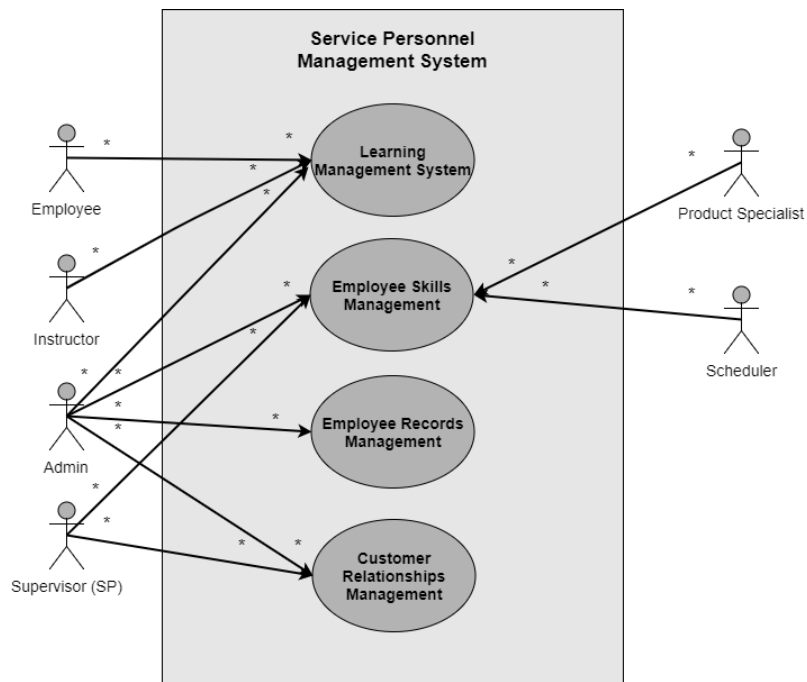 Service Personnel
Management System
*
*
Learning
Management System
Employee
*
*
*
*
Product Specialist
*
*
Employee Skills
Management
*
*
Instructor
*
*
Scheduler
*
*
*
*
Employee Records
Management
*
Admin
*
*
*
*
Customer
Relationships
Management
Supervisor (SP)